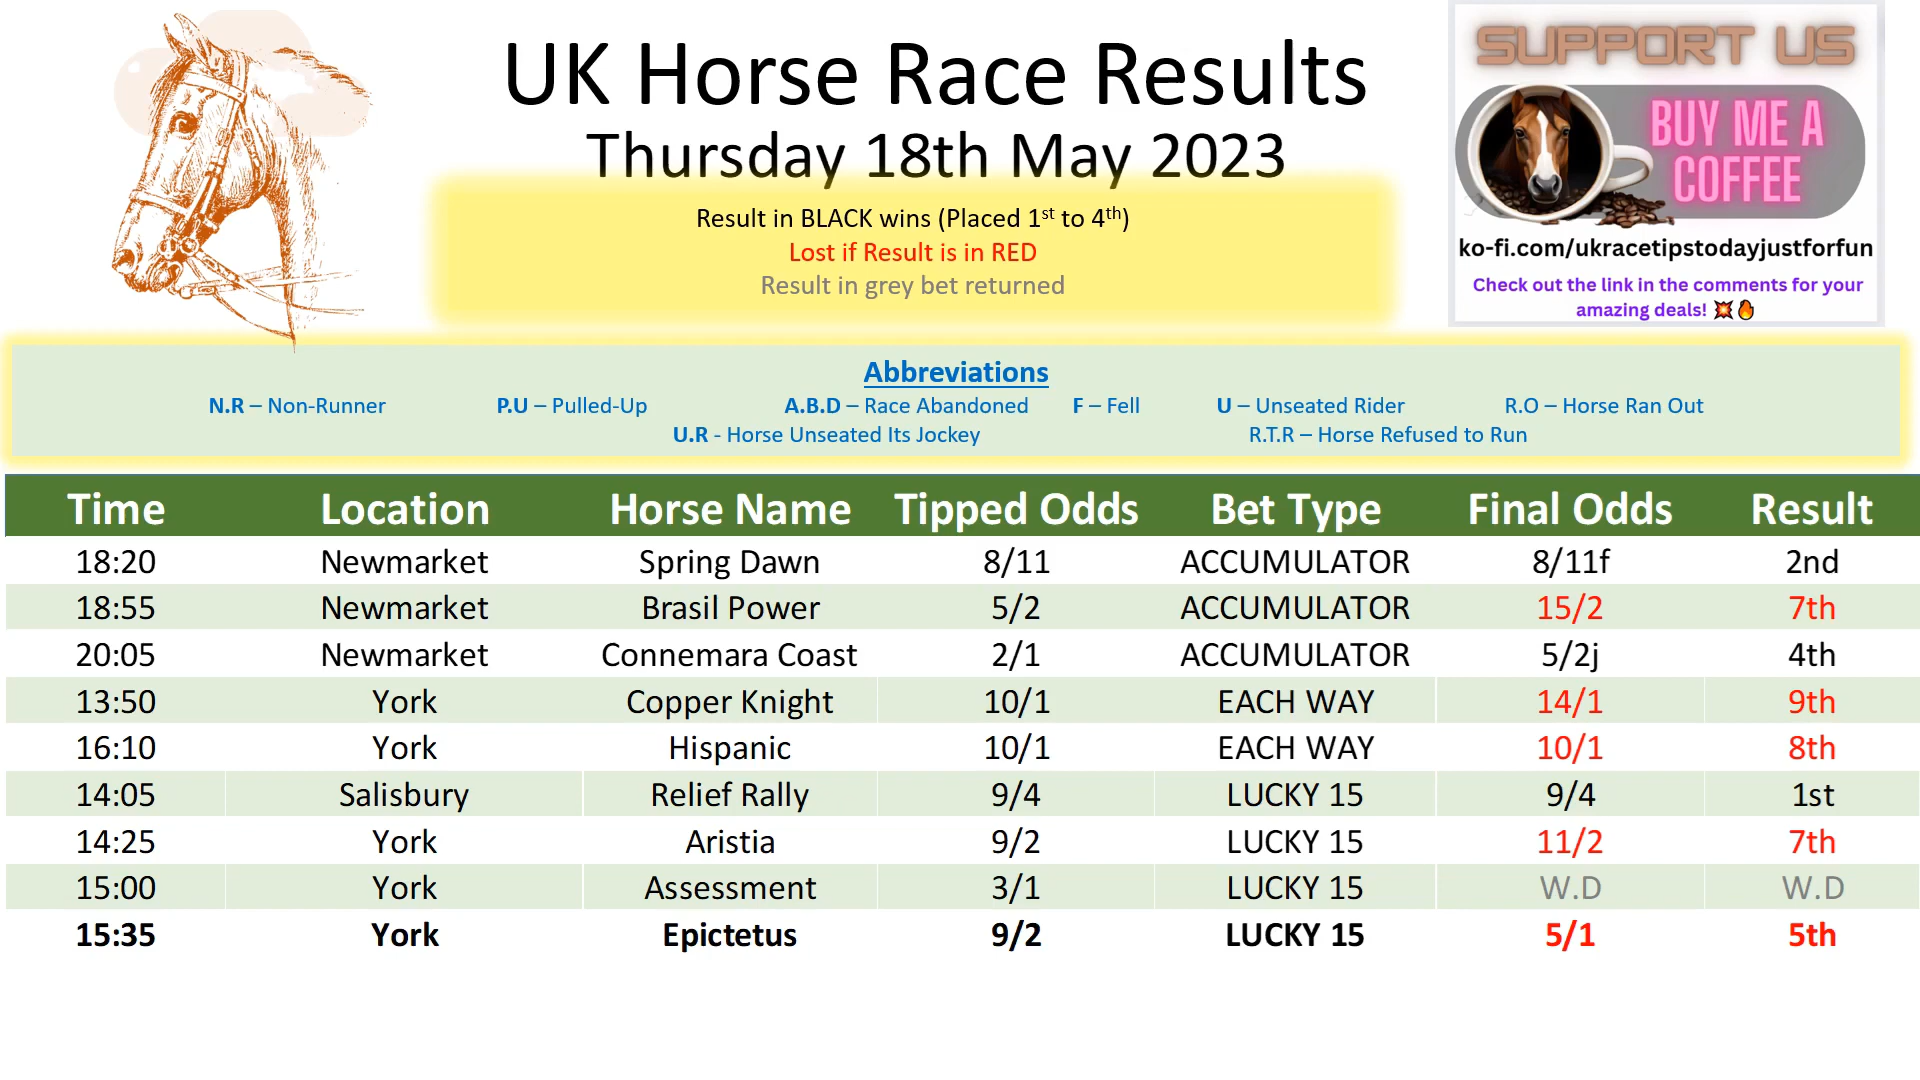 UK Horse Race Results
Thursday 18th May 2023
Result in BLACK wins (Placed 1st to 4th)
Lost if Result is in RED
Result in grey bet returned
SUPPORT US
BUY ME A
COFFEE
ko-fi.com/ukracetipstodayjustforfun
Check out the link in the comments for your
amazing deals! 💥🔥
Abbreviations
N.R – Non-Runner P.U – Pulled-Up A.B.D – Race Abandoned F – Fell U – Unseated Rider R.O – Horse Ran Out
U.R - Horse Unseated Its Jockey R.T.R – Horse Refused to Run
Time Location Horse Name Tipped Odds Bet Type Final Odds Result
18:20 Newmarket Spring Dawn 8/11 ACCUMULATOR 8/11f 2nd
18:55 Newmarket Brasil Power 5/2 ACCUMULATOR 15/2 7th
20:05 Newmarket Connemara Coast 2/1 ACCUMULATOR 5/2j 4th
13:50 York Copper Knight 10/1 EACH WAY 14/1 9th
16:10 York Hispanic 10/1 EACH WAY 10/1 8th
14:05 Salisbury Relief Rally 9/4 LUCKY 15 9/4 1st
14:25 York Aristia 9/2 LUCKY 15 11/2 7th
15:00 York Assessment 3/1 LUCKY 15 W.D W.D
15:35 York Epictetus 9/2 LUCKY 15 5/1 5th